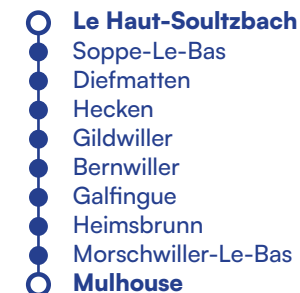 Le Haut-Soultzbach
Soppe-Le-Bas
Diefmatten
Hecken
Gildwiller
Bernwiller
Galfingue
Heimsbrunn
Morschwiller-Le-Bas
Mulhouse